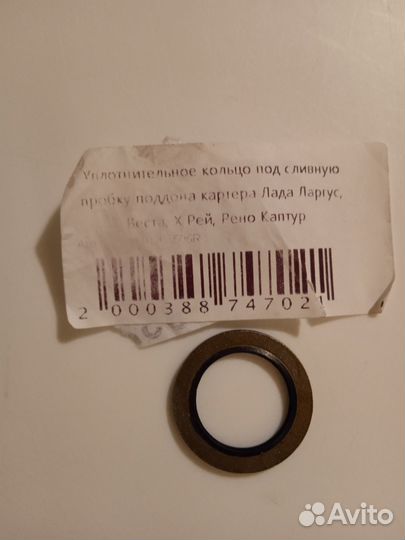 Уплотнительное кольцо под сливную
пробку поддона картера Лада Ларгус,
Веста, Х Рей, Рено Каптур
2 000388 747021
Avito